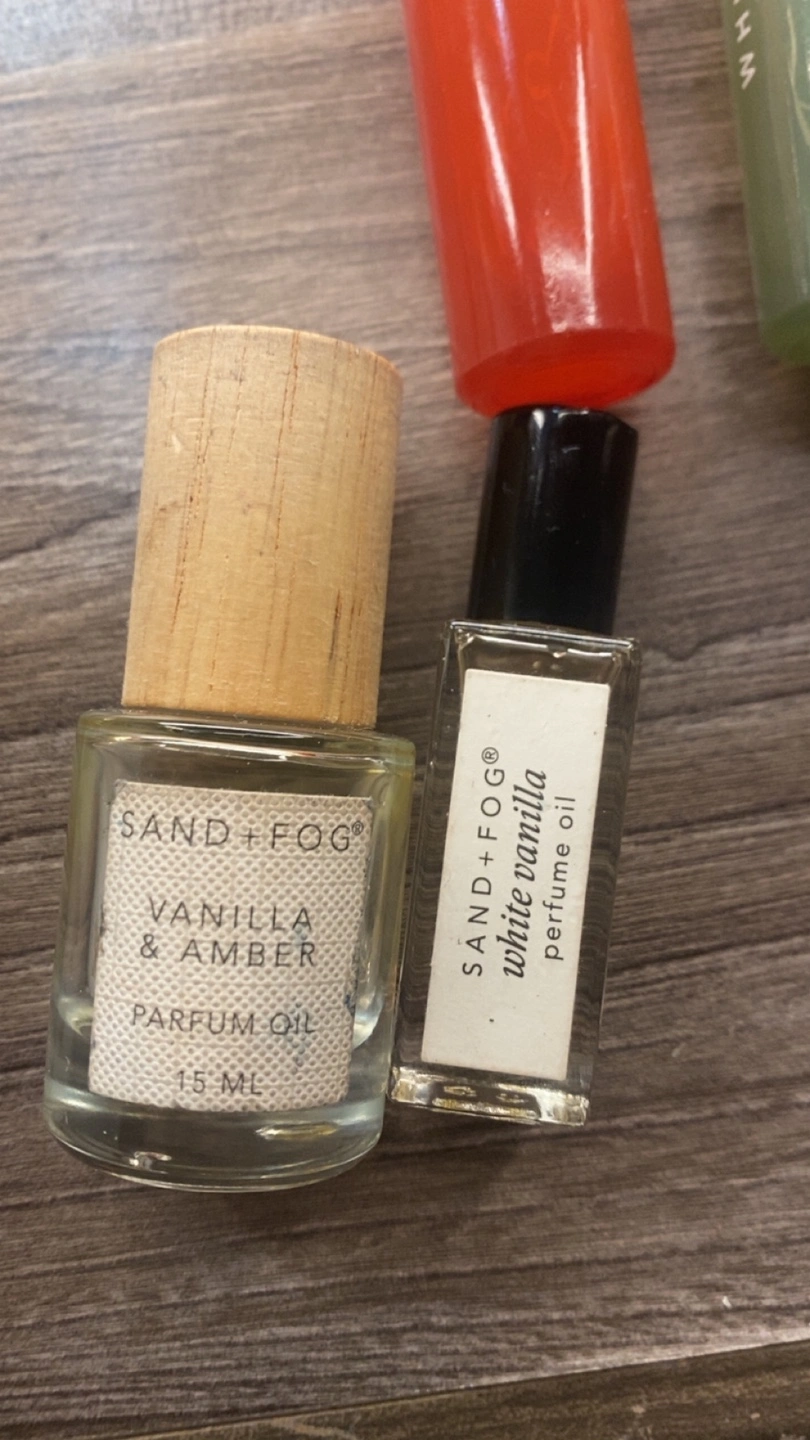 SAND + FOG®
VANILLA
& AMBER
PARFUM OIL
15 ML
SAND + FOG®
white vanilla
perfume oil